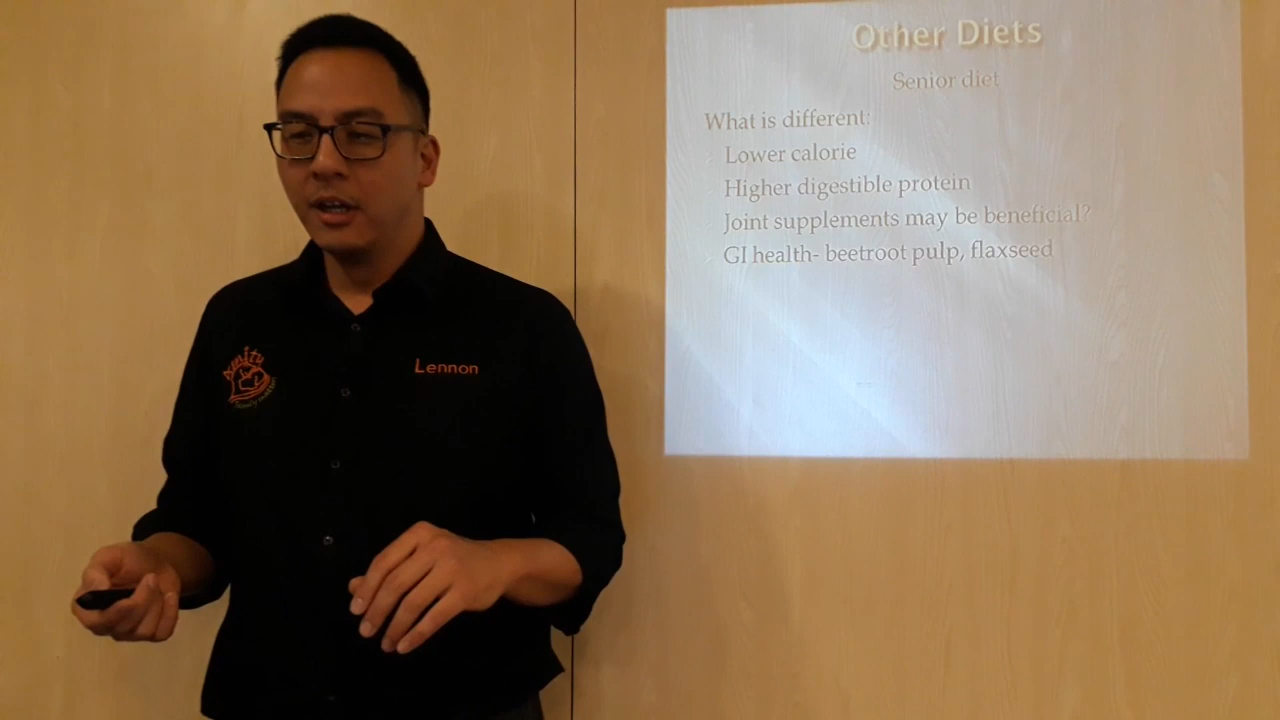 Other Diets
Senior diet
What is different:
Lower calorie
Higher digestible protein
Joint supplements may be beneficial?
GI health- beetroot pulp, flaxseed
Lennon